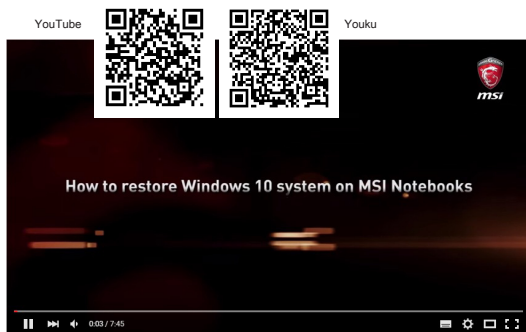 YouTube
Youku
msi
How to restore Windows 10 system on MSI Notebooks
0:03 / 7:45